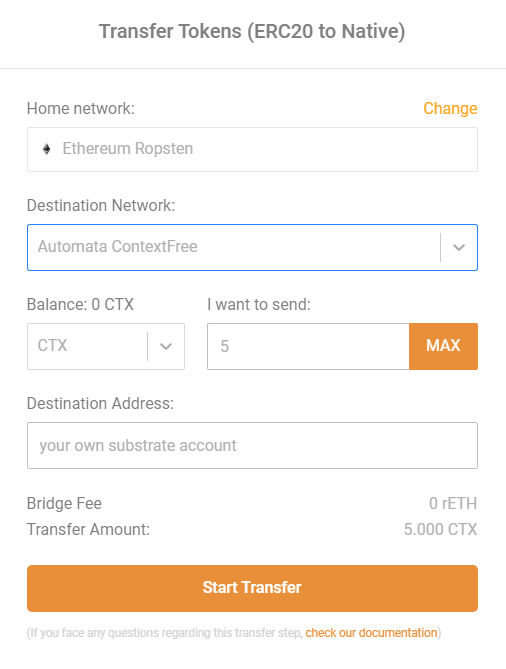 Transfer Tokens (ERC20 to Native)
Home network: Change
Ethereum Ropsten
Destination Network:
Automata ContextFree
Balance: 0 CTX I want to send:
CTX 5 MAX
Destination Address:
your own substrate account
Bridge Fee 0 rETH
Transfer Amount: 5.000 CTX
Start Transfer
(If you face any questions regarding this transfer step, check our documentation)